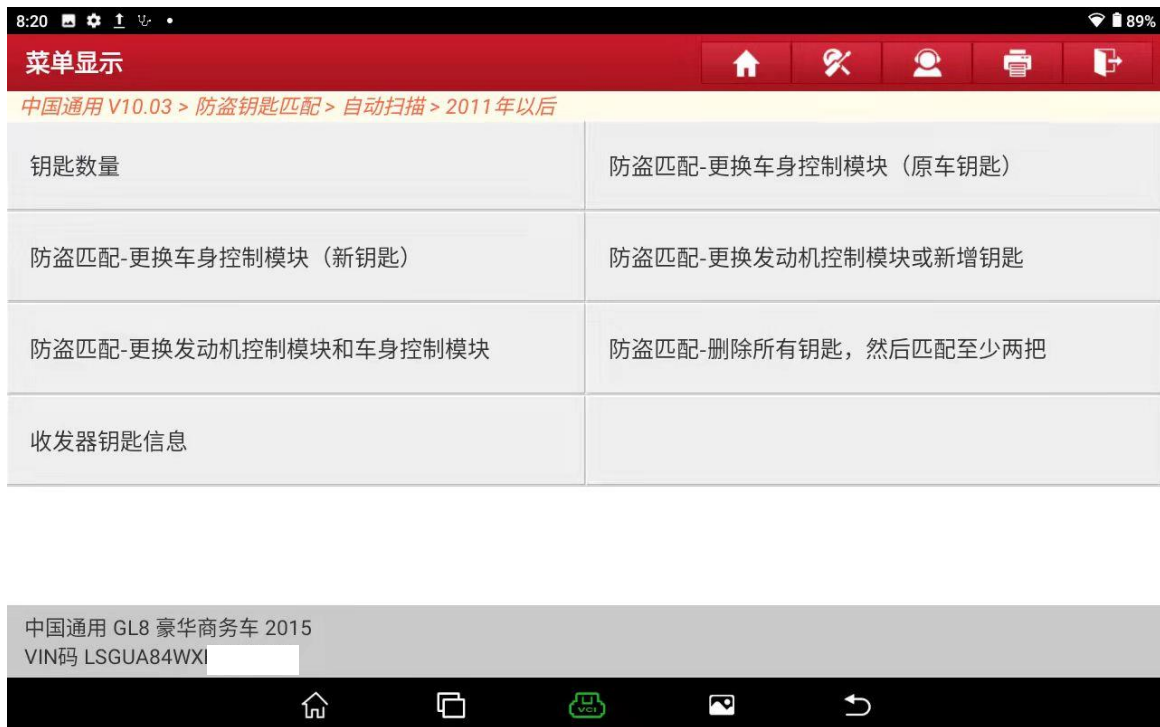 8:20
89%
菜单显示
中国通用 V10.03 > 防盗钥匙匹配 > 自动扫描 > 2011年以后
钥匙数量
防盗匹配-更换车身控制模块（原车钥匙）
防盗匹配-更换车身控制模块（新钥匙）
防盗匹配-更换发动机控制模块或新增钥匙
防盗匹配-更换发动机控制模块和车身控制模块
防盗匹配-删除所有钥匙，然后匹配至少两把
收发器钥匙信息
中国通用 GL8 豪华商务车 2015
VIN码 LSGUA84WX
VCI